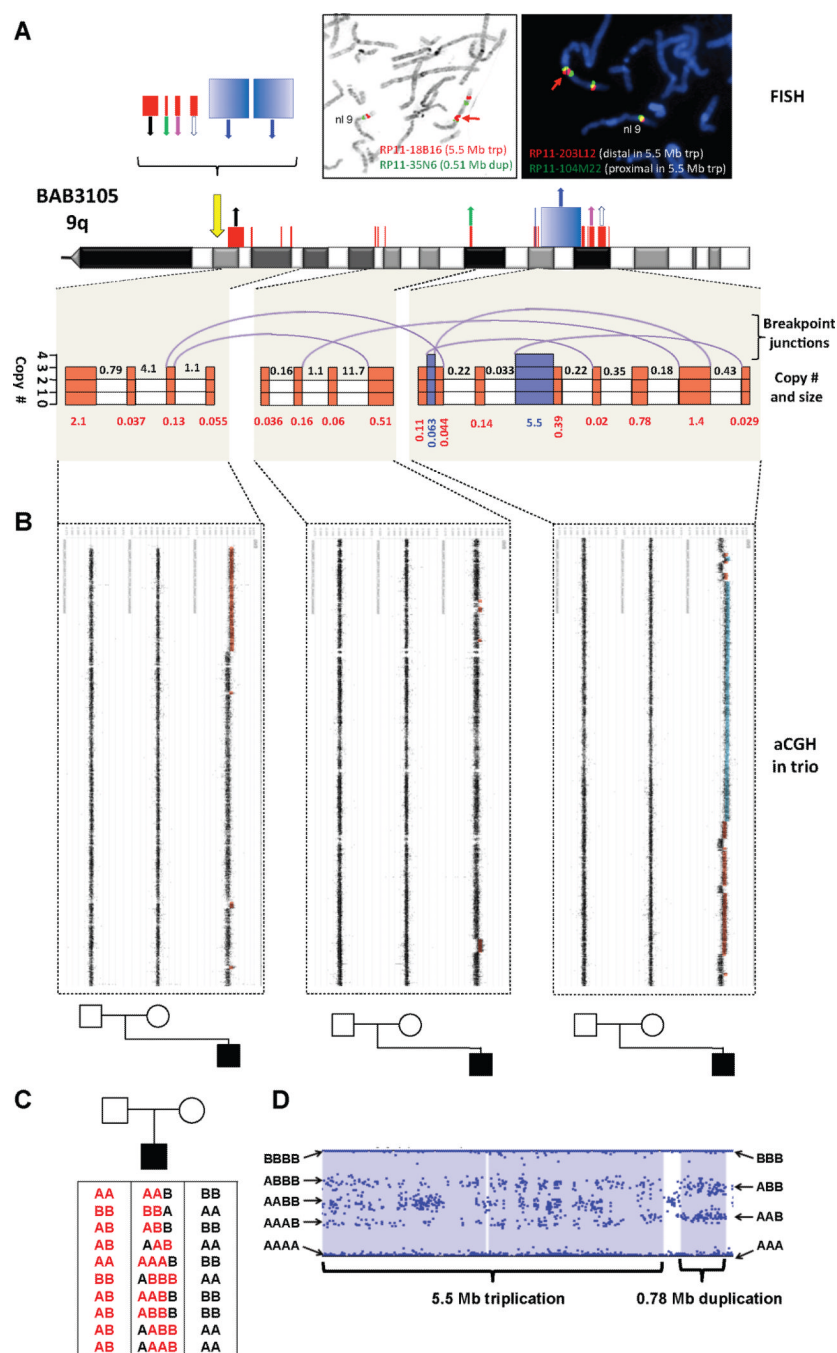 A
FISH
nl 9
RP11-18B16 (5.5 Mb trp)
RP11-35N6 (0.51 Mb dup)
nl 9
RP11-203L12 (distal in 5.5 Mb trp)
RP11-104M22 (proximal in 5.5 Mb trp)
BAB3105
9q
Breakpoint
junctions
Copy #
4
3
2
1
0
0.79 4.1 1.1
0.16 1.1 11.7
0.22 0.033 0.22 0.35 0.18 0.43
Copy #
and size
2.1 0.037 0.13 0.055
0.036 0.16 0.06 0.51
0.11 0.063 0.044 0.14 5.5 0.39 0.02 0.78 1.4 0.029
B
aCGH
in trio
C
AA AAB BB
BB BBA AA
AB ABB BB
AB AAB AA
AA AAAB BB
BB ABBB AA
AB AABB BB
AB ABBB BB
AB AABB AA
AB AAAB AA
D
BBBB BBB
ABBB ABB
AABB
AAAB AAB
AAAA AAA
5.5 Mb triplication 0.78 Mb duplication